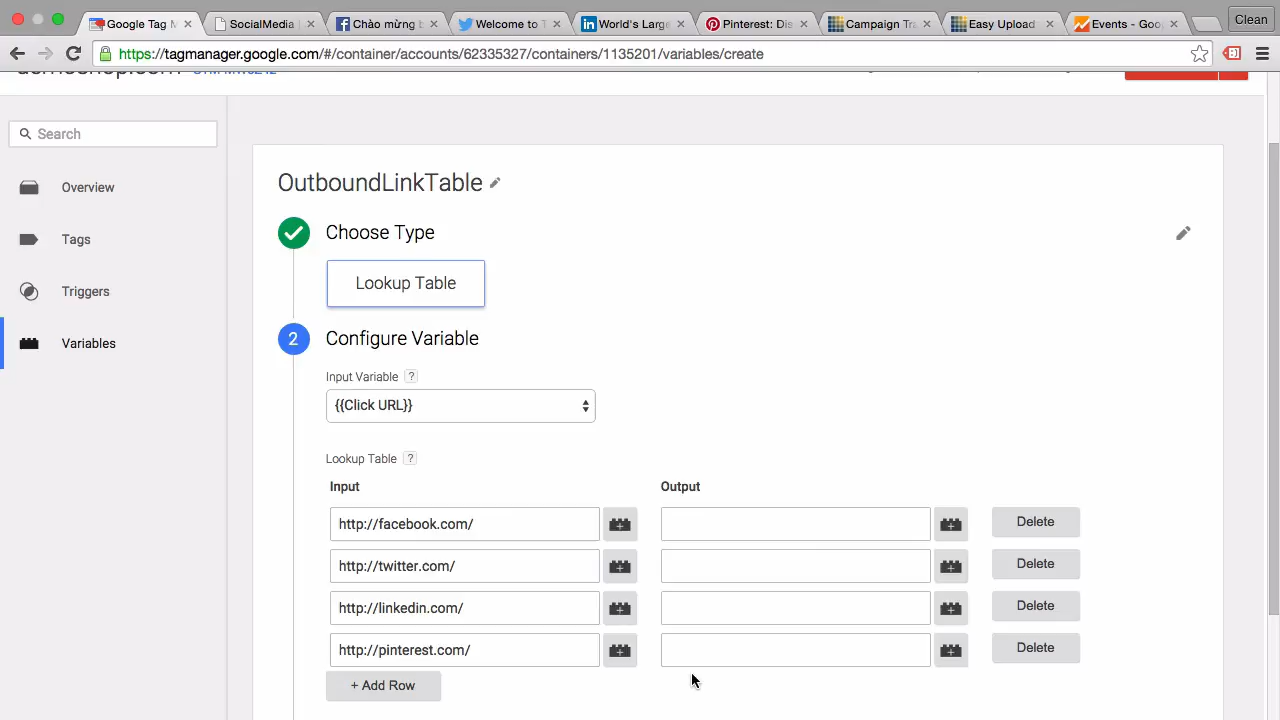 Google Tag M
SocialMedia
Chào mừng b
Welcome to T
World's Large
Pinterest: Dis
Campaign Tra
Easy Upload
Events - Goo
Clean
https://tagmanager.google.com/#/container/accounts/62335327/containers/1135201/variables/create
Search
Overview
Tags
Triggers
Variables
OutboundLinkTable
Choose Type
Lookup Table
2
Configure Variable
Input Variable ?
{{Click URL}}
Lookup Table ?
Input
Output
http://facebook.com/
Delete
http://twitter.com/
Delete
http://linkedin.com/
Delete
http://pinterest.com/
Delete
+ Add Row